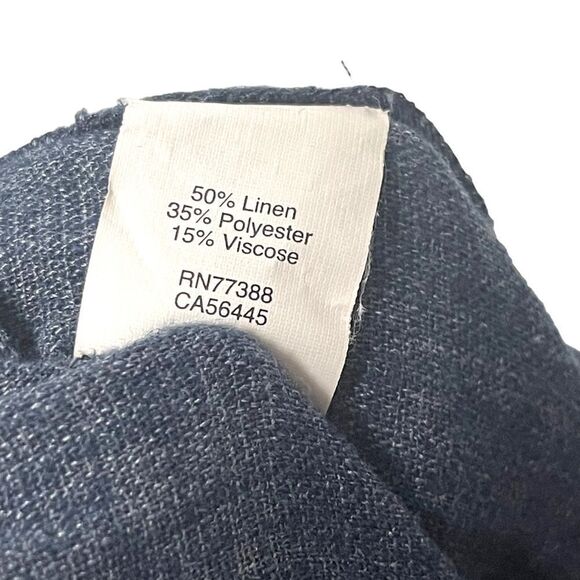 50% Linen
35% Polyester
15% Viscose
RN77388
CA56445